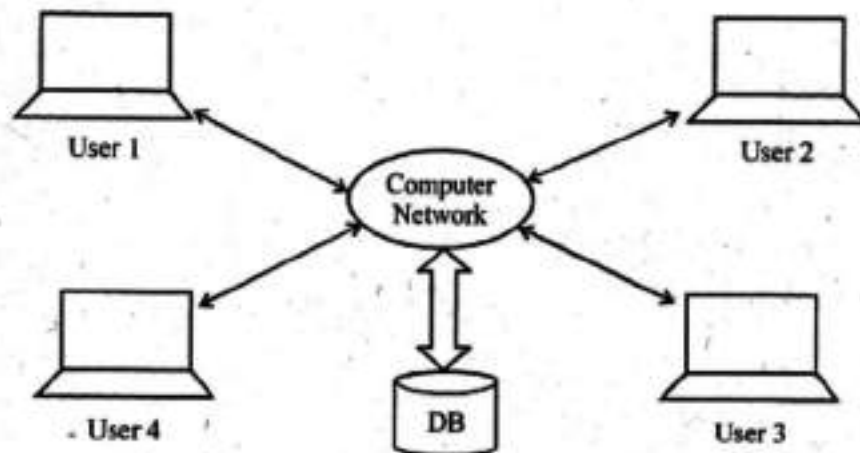 User 1
User 2
Computer
Network
User 4
DB
User 3